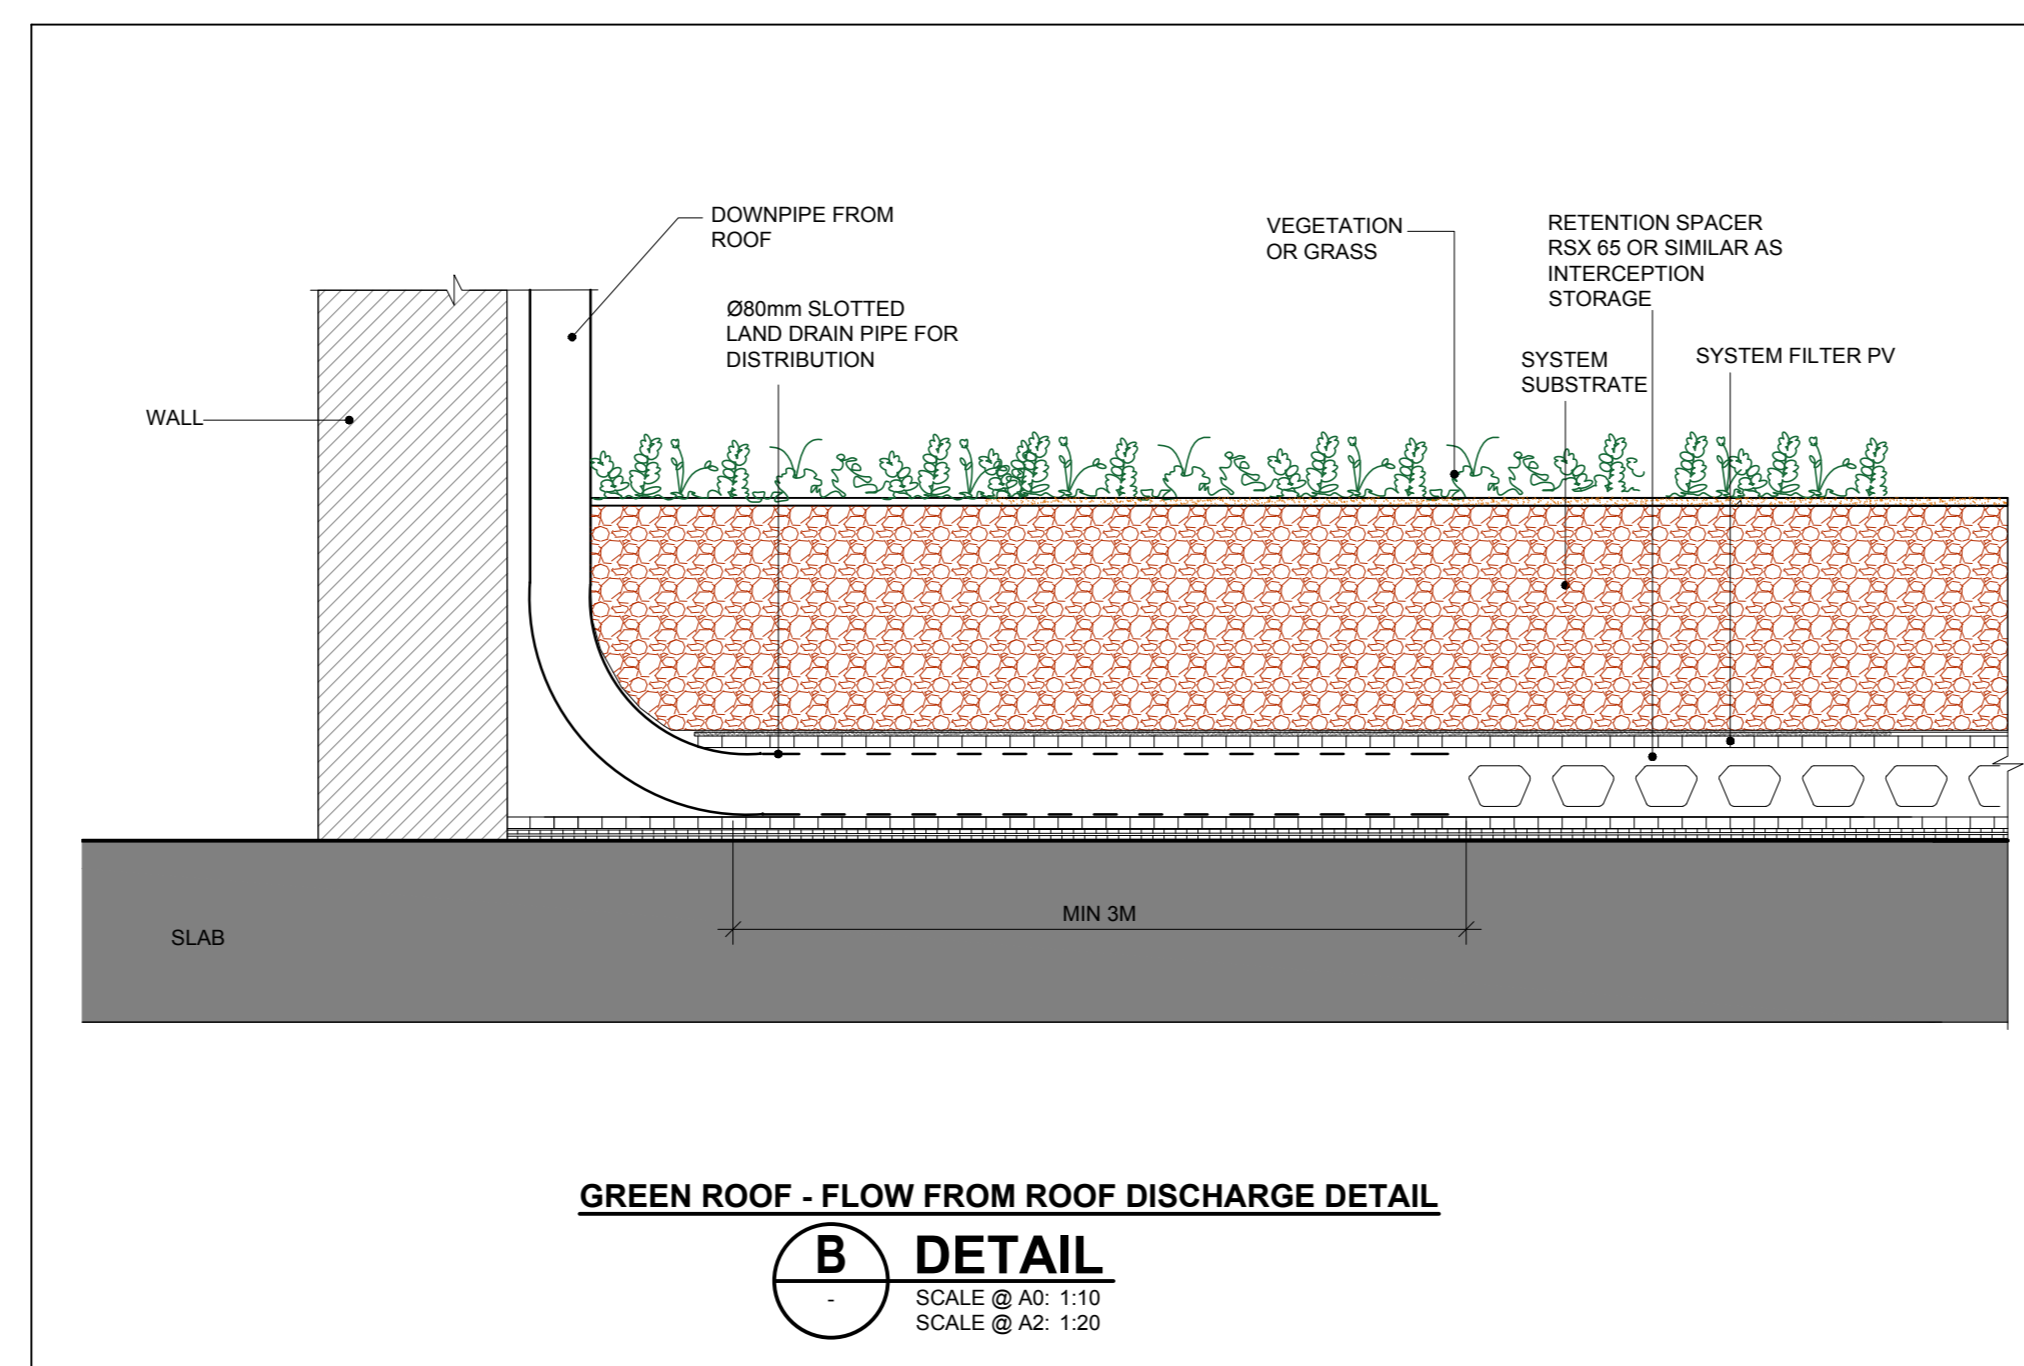 DOWNPIPE FROM
ROOF
VEGETATION
OR GRASS
RETENTION SPACER
RSX 65 OR SIMILAR AS
INTERCEPTION
STORAGE
Ø80mm SLOTTED
LAND DRAIN PIPE FOR
DISTRIBUTION
SYSTEM
SUBSTRATE
SYSTEM FILTER PV
WALL
MIN 3M
SLAB
GREEN ROOF - FLOW FROM ROOF DISCHARGE DETAIL
B
-
DETAIL
SCALE @ A0: 1:10
SCALE @ A2: 1:20